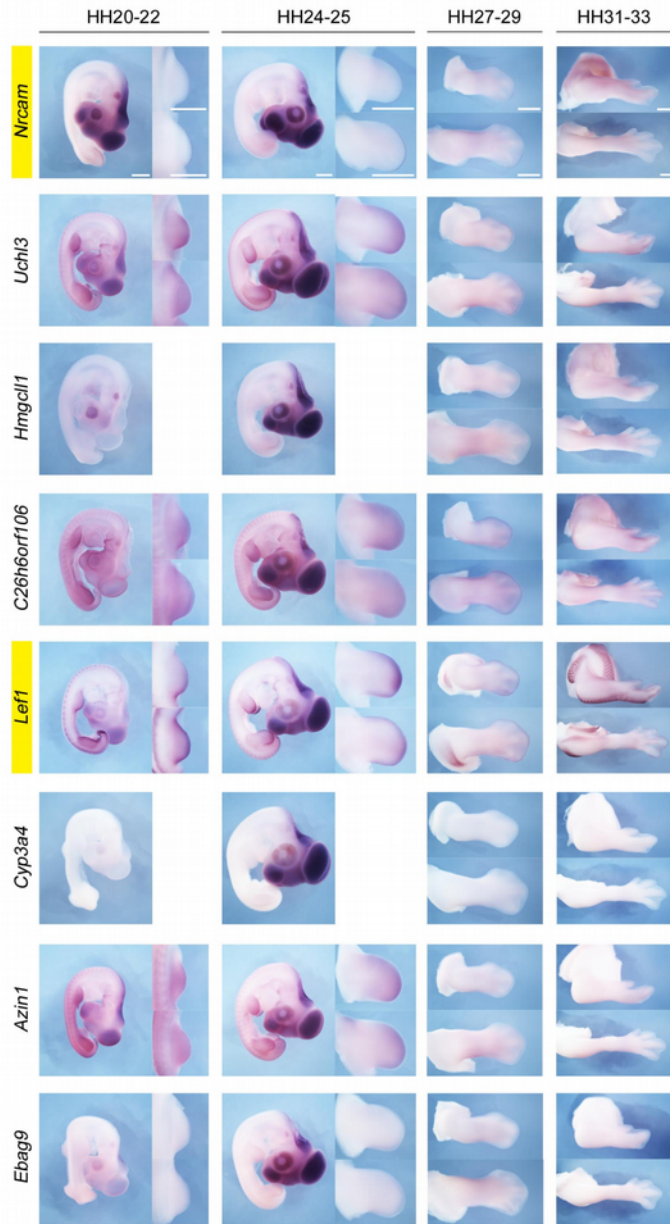 HH20-22 HH24-25 HH27-29 HH31-33
Nrcam
Uchl3
Hmgcll1
C26h6orf106
Lef1
Cyp3a4
Azin1
Ebag9